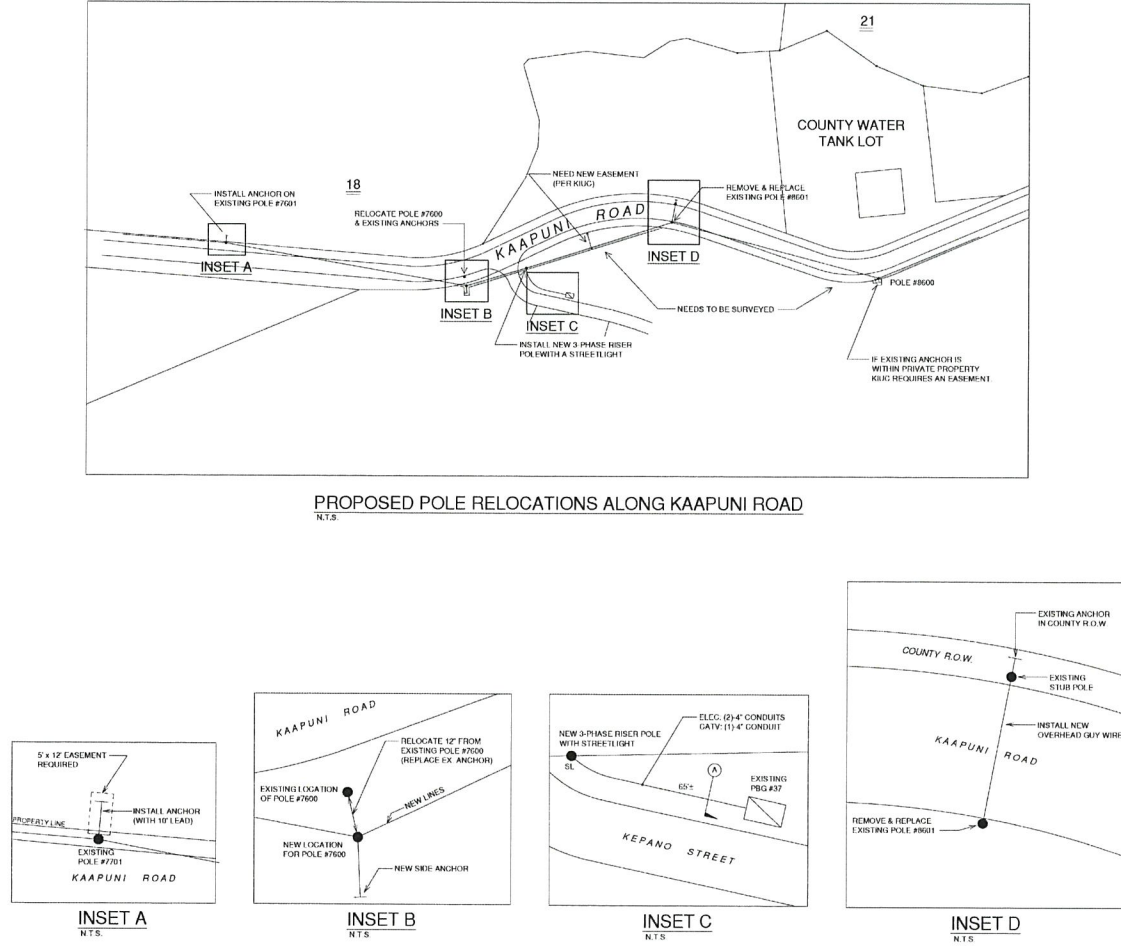 21
COUNTY WATER
TANK LOT
18
INSTALL ANCHOR ON
EXISTING POLE #7601
RELOCATE POLE #7600
& EXISTING ANCHORS
NEED NEW EASEMENT
(PER KIUC)
REMOVE & REPLACE
EXISTING POLE #8601
KAAPUNI ROAD
INSET A
INSET B
INSET C
INSET D
INSTALL NEW 3-PHASE RISER
POLE WITH A STREETLIGHT
NEEDS TO BE SURVEYED
POLE #8600
IF EXISTING ANCHOR IS
WITHIN PRIVATE PROPERTY
KIUC REQUIRES AN EASEMENT.
PROPOSED POLE RELOCATIONS ALONG KAAPUNI ROAD
N.T.S.
5' x 12' EASEMENT
REQUIRED
INSTALL ANCHOR
(WITH 10' LEAD)
PROPERTY LINE
EXISTING
POLE #7701
KAAPUNI ROAD
INSET A
N.T.S.
KAAPUNI ROAD
RELOCATE 12" FROM
EXISTING POLE #7600
(REPLACE EX. ANCHOR)
EXISTING LOCATION
OF POLE #7600
NEW LINES
NEW LOCATION
FOR POLE #7600
NEW SIDE ANCHOR
INSET B
N.T.S
ELEC. (2)-4" CONDUITS
CATV: (1)-4" CONDUIT
NEW 3-PHASE RISER POLE
WITH STREETLIGHT
SL
A
65'±
EXISTING
PBG #37
KEPANO STREET
INSET C
N.T.S
EXISTING ANCHOR
IN COUNTY R.O.W
COUNTY R.O.W.
EXISTING
STUB POLE
INSTALL NEW
OVERHEAD GUY WIRE
KAAPUNI ROAD
REMOVE & REPLACE
EXISTING POLE #8601
INSET D
N.T.S